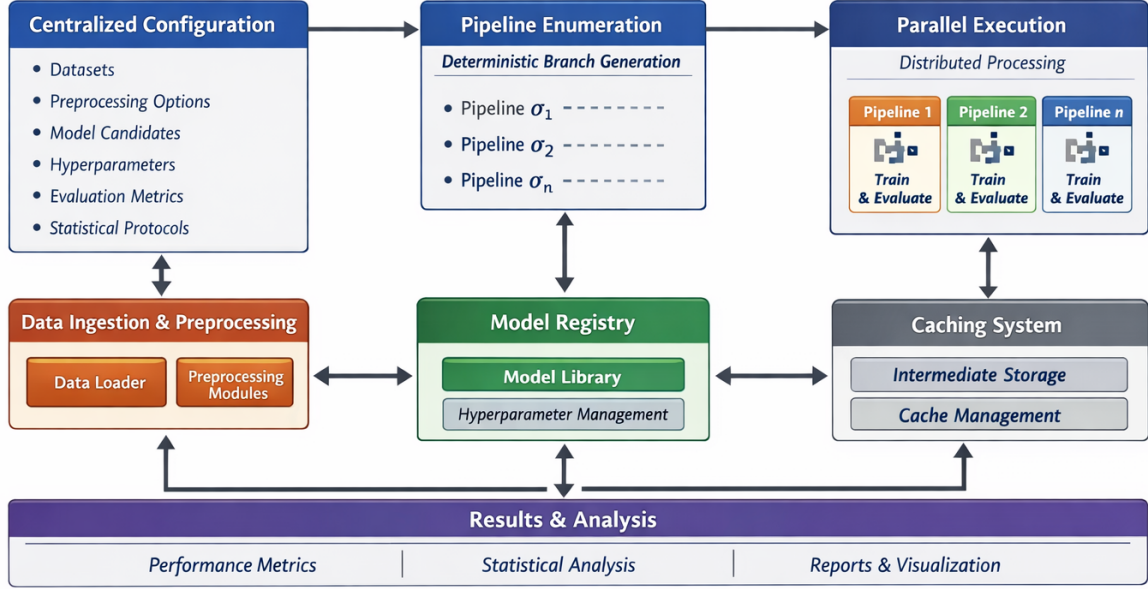 Centralized Configuration
• Datasets
• Preprocessing Options
• Model Candidates
• Hyperparameters
• Evaluation Metrics
• Statistical Protocols
Pipeline Enumeration
Deterministic Branch Generation
• Pipeline σ₁
• Pipeline σ₂
• Pipeline σₙ
Parallel Execution
Distributed Processing
Pipeline 1
Train
& Evaluate
Pipeline 2
Train
& Evaluate
Pipeline n
Train
& Evaluate
Data Ingestion & Preprocessing
Data Loader
Preprocessing
Modules
Model Registry
Model Library
Hyperparameter Management
Caching System
Intermediate Storage
Cache Management
Results & Analysis
Performance Metrics
Statistical Analysis
Reports & Visualization